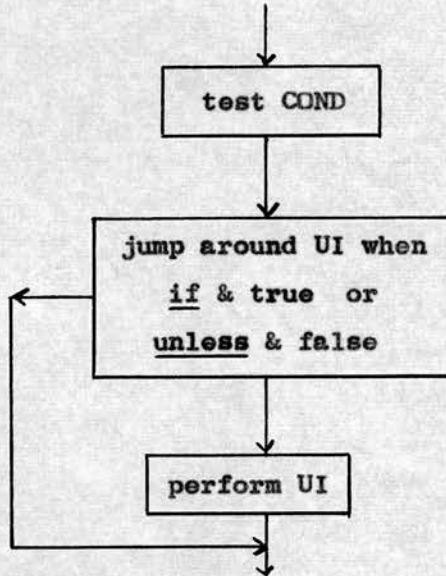 test COND
jump around UI when
if & true or
unless & false
perform UI